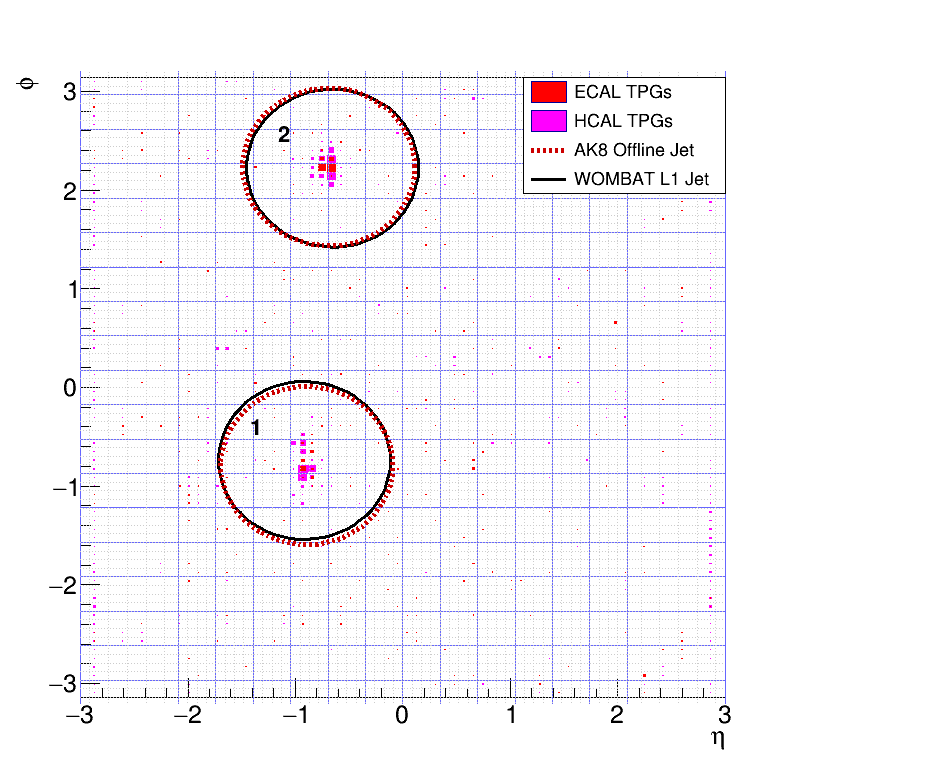 φ
3
2
1
0
−1
−2
−3
2
1
ECAL TPGs
HCAL TPGs
AK8 Offline Jet
WOMBAT L1 Jet
−3 −2 −1 0 1 2 3
η